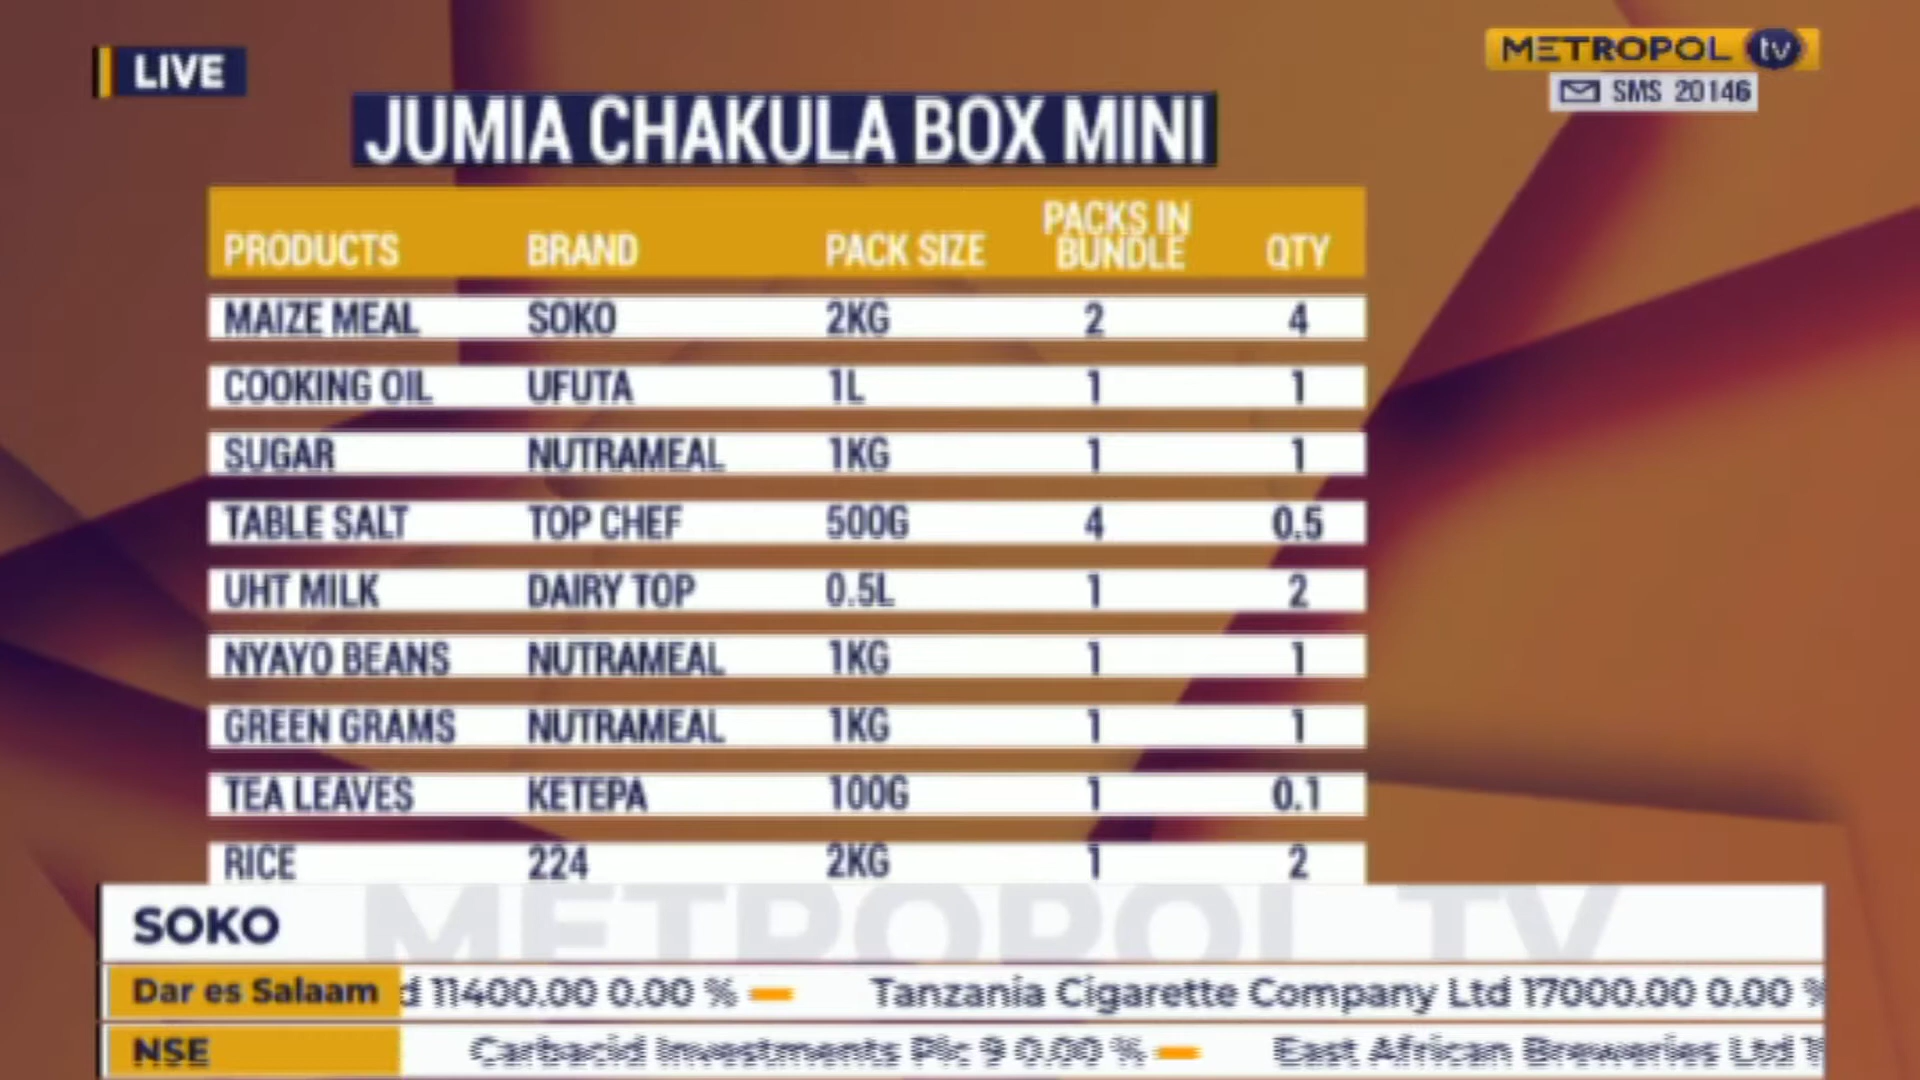 LIVE
METROPOL tv
SMS 20146
JUMIA CHAKULA BOX MINI
PRODUCTS BRAND PACK SIZE PACKS IN BUNDLE QTY
MAIZE MEAL SOKO 2KG 2 4
COOKING OIL UFUTA 1L 1 1
SUGAR NUTRAMEAL 1KG 1 1
TABLE SALT TOP CHEF 500G 4 0.5
UHT MILK DAIRY TOP 0.5L 1 2
NYAYO BEANS NUTRAMEAL 1KG 1 1
GREEN GRAMS NUTRAMEAL 1KG 1 1
TEA LEAVES KETEPA 100G 1 0.1
RICE 224 2KG 1 2
METROPOL TV
SOKO
Dar es Salaam d 11400.00 0.00 % Tanzania Cigarette Company Ltd 17000.00 0.00 %
NSE Carbacid Investments Plc 9 0.00 % East African Breweries Ltd